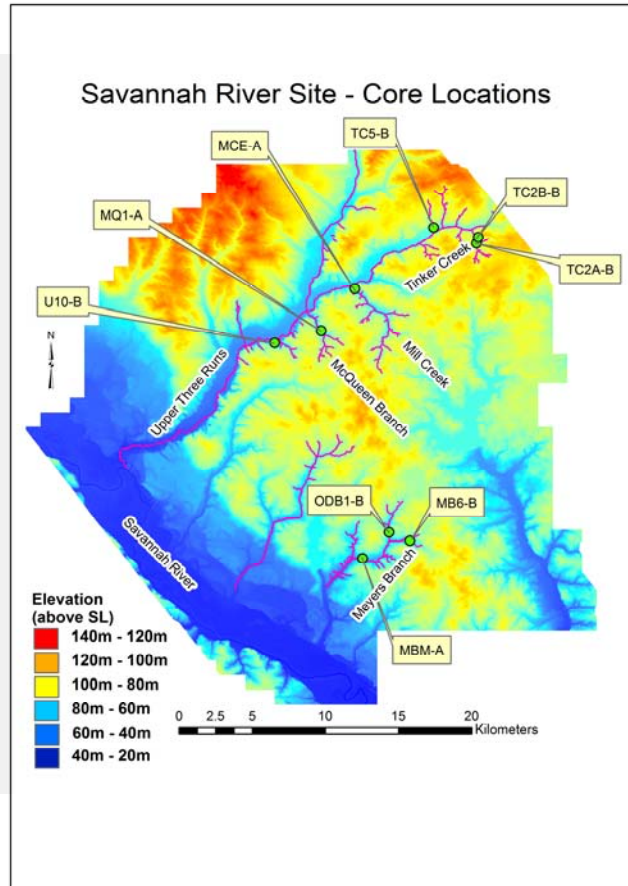 Savannah River Site - Core Locations
TC5-B
MCE-A
TC2B-B
MQ1-A
TC2A-B
Tinker Creek
U10-B
N
Mill Creek
Upper Three Runs
McQueen Branch
ODB1-B
MB6-B
Savannah River
Meyers Branch
MBM-A
Elevation
(above SL)
140m - 120m
120m - 100m
100m - 80m
80m - 60m
60m - 40m
40m - 20m
0 2.5 5 10 15 20
Kilometers